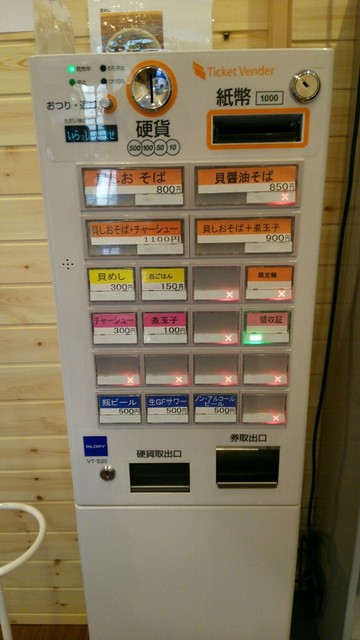 Ticket Vender
おつり・返却
紙幣
1000
硬貨
500 100 50 10
貝しお そば
800円
貝醤油そば
850円
貝しおそば+チャーシュー
1100円
貝しおそば+煮玉子
900円
貝めし
300円
白ごはん
150円
限定麺
チャーシュー
300円
煮玉子
100円
領収証
瓶ビール
500円
生GFサワー
500円
ノン・アルコール
ビール
500円
GLORY
VT-S20
硬貨取出口
券取出口